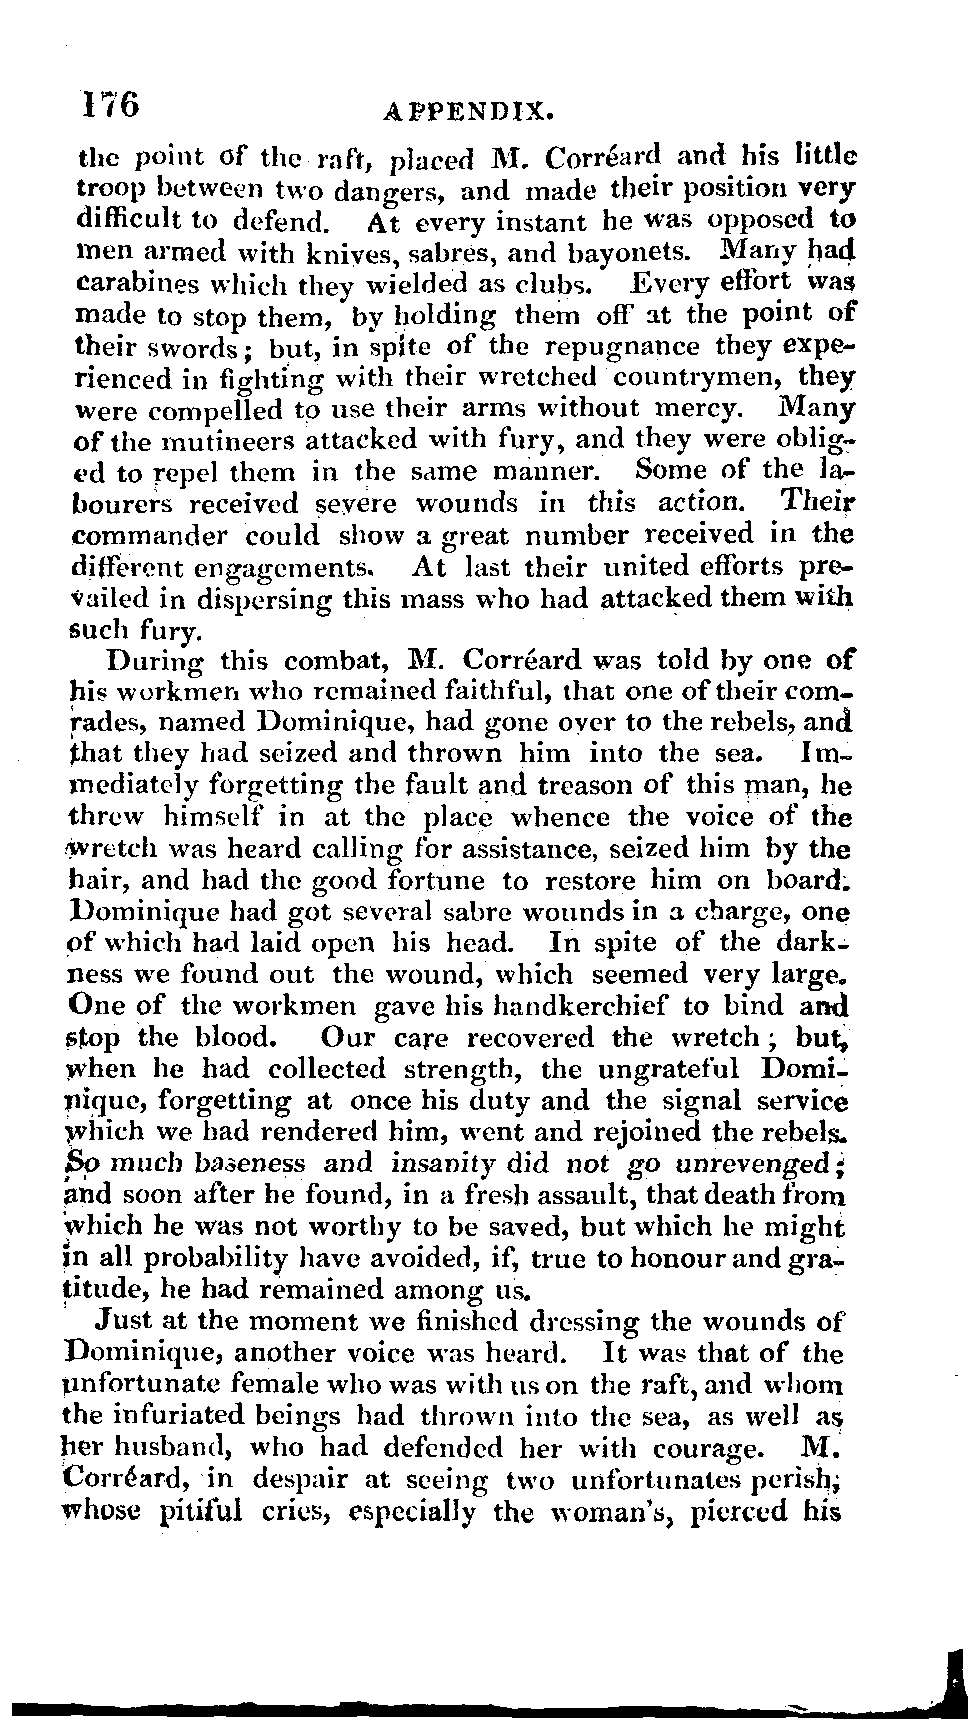 176 APPENDIX.
the point of the raft, placed M. Corréard and his little
troop between two dangers, and made their position very
difficult to defend. At every instant he was opposed to
men armed with knives, sabres, and bayonets. Many had
carabines which they wielded as clubs. Every effort was
made to stop them, by holding them off at the point of
their swords; but, in spite of the repugnance they expe-
rienced in fighting with their wretched countrymen, they
were compelled to use their arms without mercy. Many
of the mutineers attacked with fury, and they were oblig-
ed to repel them in the same manner. Some of the la-
bourers received severe wounds in this action. Their
commander could show a great number received in the
different engagements. At last their united efforts pre-
vailed in dispersing this mass who had attacked them with
such fury.
During this combat, M. Corréard was told by one of
his workmen who remained faithful, that one of their com-
rades, named Dominique, had gone over to the rebels, and
that they had seized and thrown him into the sea. Im-
mediately forgetting the fault and treason of this man, he
threw himself in at the place whence the voice of the
wretch was heard calling for assistance, seized him by the
hair, and had the good fortune to restore him on board.
Dominique had got several sabre wounds in a charge, one
of which had laid open his head. In spite of the dark-
ness we found out the wound, which seemed very large.
One of the workmen gave his handkerchief to bind and
stop the blood. Our care recovered the wretch; but,
when he had collected strength, the ungrateful Domi-
nique, forgetting at once his duty and the signal service
which we had rendered him, went and rejoined the rebels.
So much baseness and insanity did not go unrevenged;
and soon after he found, in a fresh assault, that death from
which he was not worthy to be saved, but which he might
in all probability have avoided, if, true to honour and gra-
titude, he had remained among us.
Just at the moment we finished dressing the wounds of
Dominique, another voice was heard. It was that of the
unfortunate female who was with us on the raft, and whom
the infuriated beings had thrown into the sea, as well as
her husband, who had defended her with courage. M.
Corréard, in despair at seeing two unfortunates perish;
whose pitiful cries, especially the woman's, pierced his